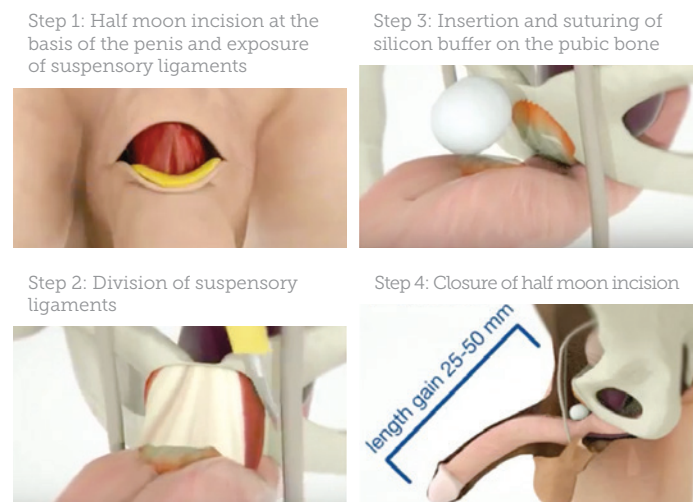 Step 1: Half moon incision at the
basis of the penis and exposure
of suspensory ligaments
Step 2: Division of suspensory
ligaments
Step 3: Insertion and suturing of
silicon buffer on the pubic bone
Step 4: Closure of half moon incision
length gain 25-50 mm